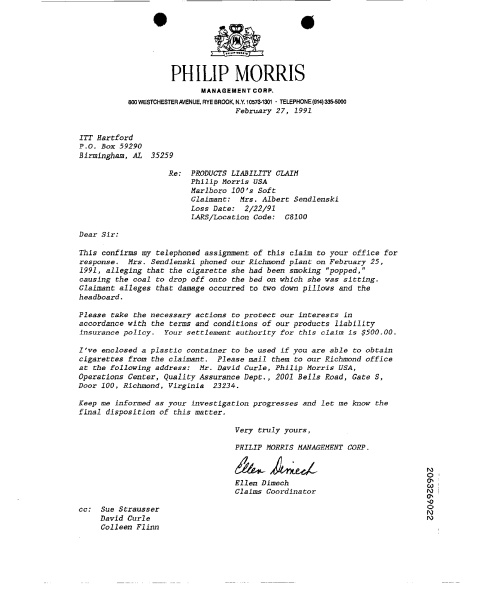 PHILIP MORRIS
MANAGEMENT CORP.
800 WESTCHESTER AVENUE, RYE BROOK, N.Y. 10573-1301 · TELEPHONE (914) 335-5000
February 27, 1991
ITT Hartford
P.O. Box 59290
Birmingham, AL 35259
Re: PRODUCTS LIABILITY CLAIM
Philip Morris USA
Marlboro 100's Soft
Claimant: Mrs. Albert Sendlenski
Loss Date: 2/22/91
LARS/Location Code: C8100
Dear Sir:
This confirms my telephoned assignment of this claim to your office for
response. Mrs. Sendlenski phoned our Richmond plant on February 25,
1991, alleging that the cigarette she had been smoking "popped,"
causing the coal to drop off onto the bed on which she was sitting.
Claimant alleges that damage occurred to two down pillows and the
headboard.
Please take the necessary actions to protect our interests in
accordance with the terms and conditions of our products liability
insurance policy. Your settlement authority for this claim is $500.00.
I've enclosed a plastic container to be used if you are able to obtain
cigarettes from the claimant. Please mail them to our Richmond office
at the following address: Mr. David Curle, Philip Morris USA,
Operations Center, Quality Assurance Dept., 2001 Bells Road, Gate S,
Door 100, Richmond, Virginia 23234.
Keep me informed as your investigation progresses and let me know the
final disposition of this matter.
Very truly yours,
PHILIP MORRIS MANAGEMENT CORP.
Ellen Dimech
Ellen Dimech
Claims Coordinator
cc: Sue Strausser
David Curle
Colleen Flinn
2063269022